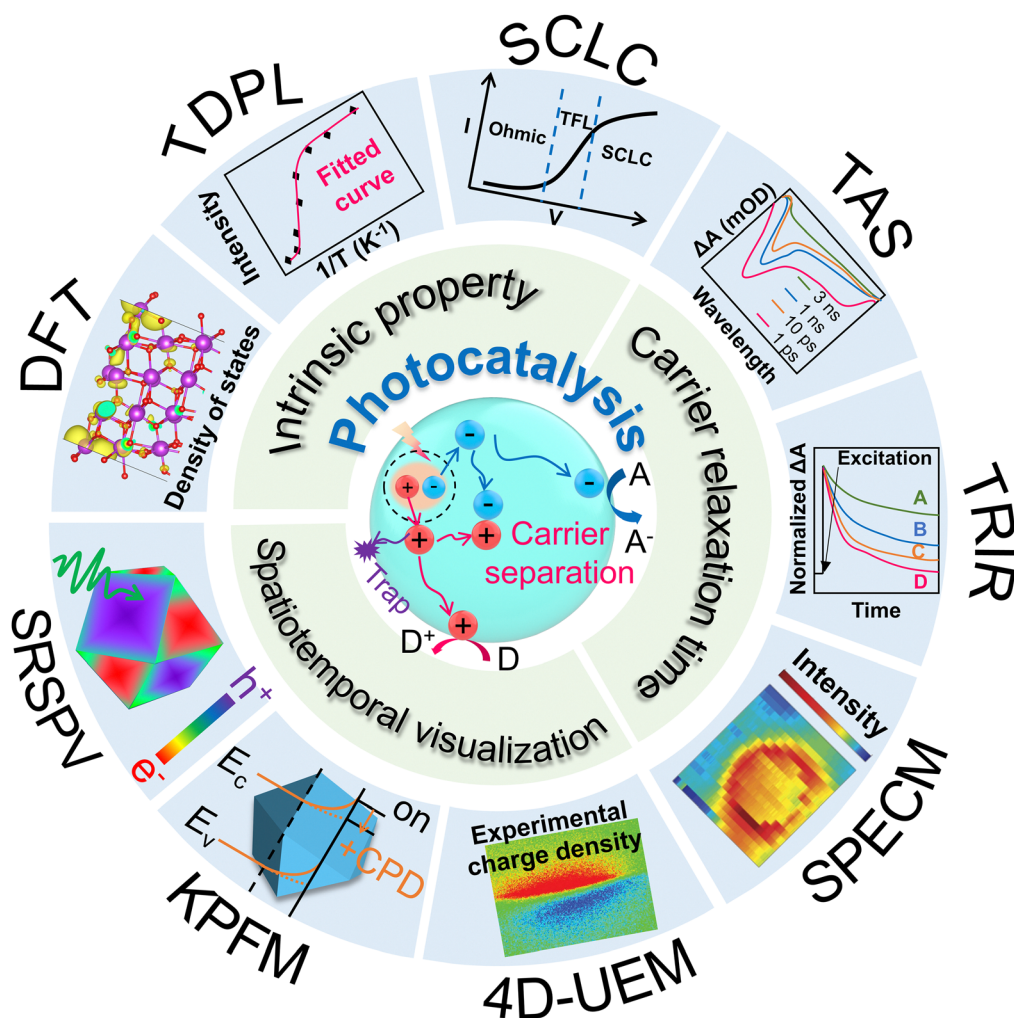 SCLC
I
Ohmic
TFL
SCLC
V
TDPL
Intensity
Fitted
curve
1/T (K⁻¹)
TAS
ΔA (mOD)
Wavelength
3 ns
1 ns
10 ps
1 ps
DFT
Density of states
TRIR
Normalized ΔA
Excitation
A
B
C
D
Time
Intrinsic property
Carrier relaxation time
Spatiotemporal visualization
Photocatalysis
-
+
-
-
-
A
A⁻
+
+
Carrier
separation
Trap
+
D⁺
D
SRSPV
h⁺
e⁻
KPFM
Ec
Ev
on
+CPD
4D-UEM
Experimental
charge density
SPECM
Intensity